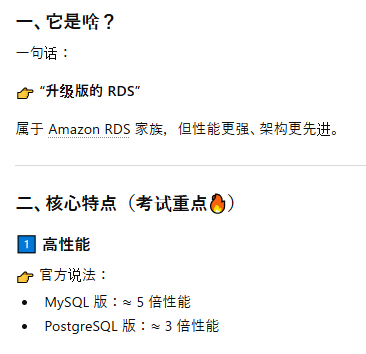 一、它是啥？
一句话：
👉 “升级版的 RDS”
属于 Amazon RDS 家族，但性能更强、架构更先进。
二、核心特点（考试重点🔥）
1️⃣ 高性能
👉 官方说法：
• MySQL 版：≈ 5 倍性能
• PostgreSQL 版：≈ 3 倍性能